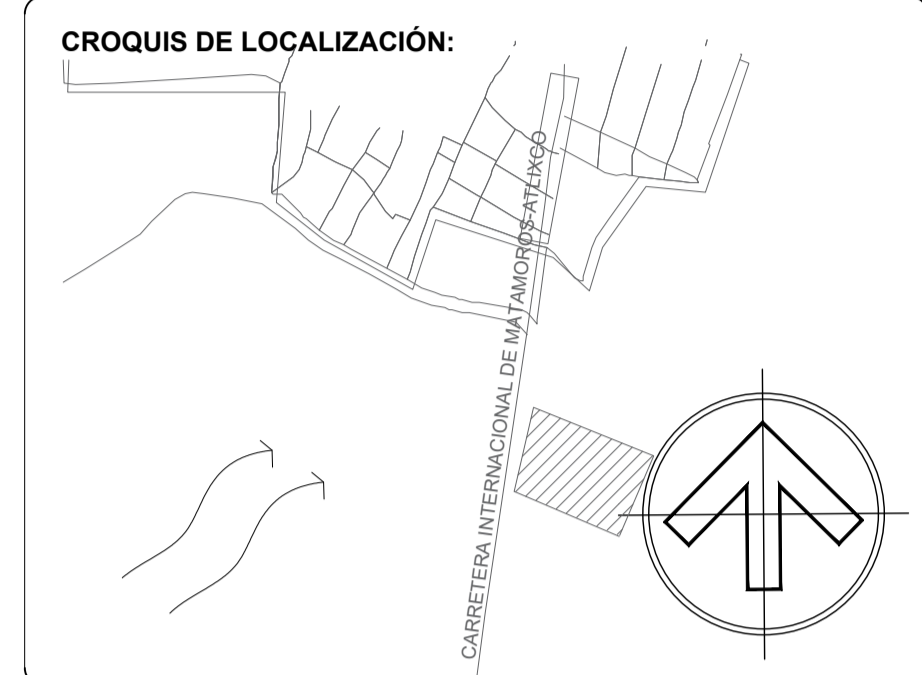 CROQUIS DE LOCALIZACIÓN:
CARRETERA INTERNACIONAL DE MATAMOROS-ATLIXCO